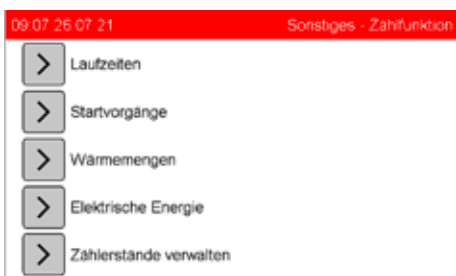 09:07 26.07.21 Sonstiges - Zählfunktion
Laufzeiten
Startvorgänge
Wärmemengen
Elektrische Energie
Zählerstände verwalten